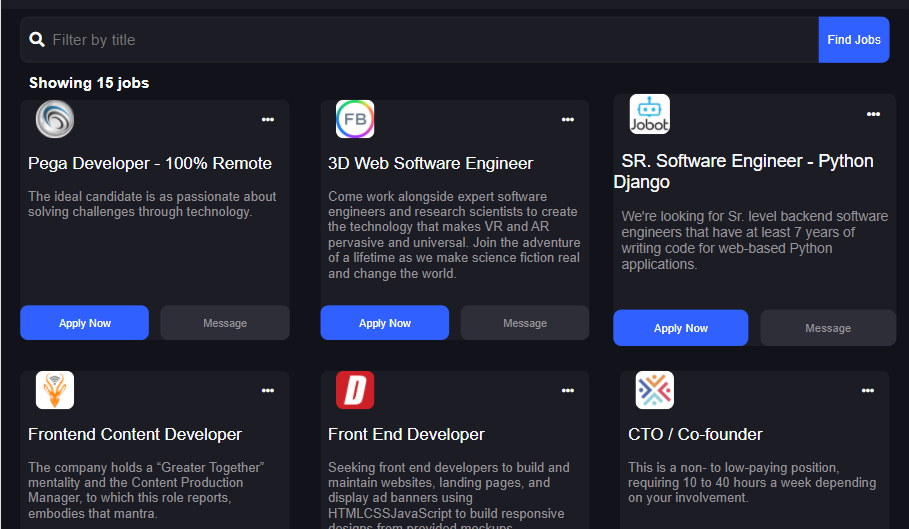 Filter by title
Find Jobs
Showing 15 jobs
FB
Jobot
Pega Developer - 100% Remote
The ideal candidate is as passionate about
solving challenges through technology.
Apply Now
Message
3D Web Software Engineer
Come work alongside expert software
engineers and research scientists to create
the technology that makes VR and AR
pervasive and universal. Join the adventure
of a lifetime as we make science fiction real
and change the world.
Apply Now
Message
SR. Software Engineer - Python
Django
We're looking for Sr. level backend software
engineers that have at least 7 years of
writing code for web-based Python
applications.
Apply Now
Message
Frontend Content Developer
The company holds a “Greater Together”
mentality and the Content Production
Manager, to which this role reports,
embodies that mantra.
D
Front End Developer
Seeking front end developers to build and
maintain websites, landing pages, and
display ad banners using
HTMLCSSJavaScript to build responsive
designs from provided mockups
CTO / Co-founder
This is a non- to low-paying position,
requiring 10 to 40 hours a week depending
on your involvement.